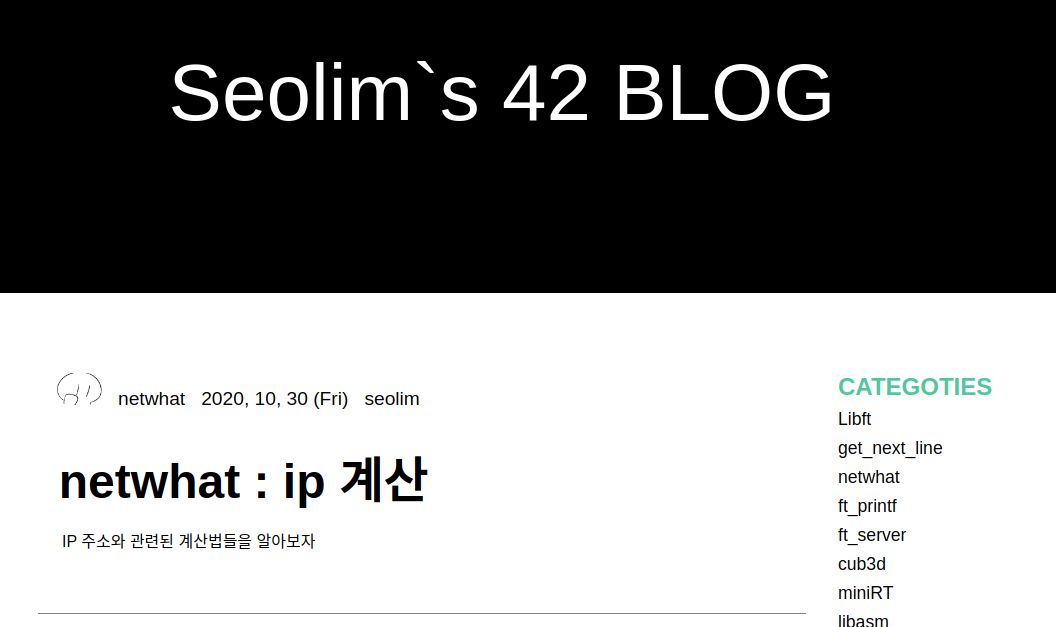 Seolim`s 42 BLOG
netwhat 2020, 10, 30 (Fri) seolim
netwhat : ip 계산
IP 주소와 관련된 계산법들을 알아보자
CATEGOTIES
Libft
get_next_line
netwhat
ft_printf
ft_server
cub3d
miniRT
libasm